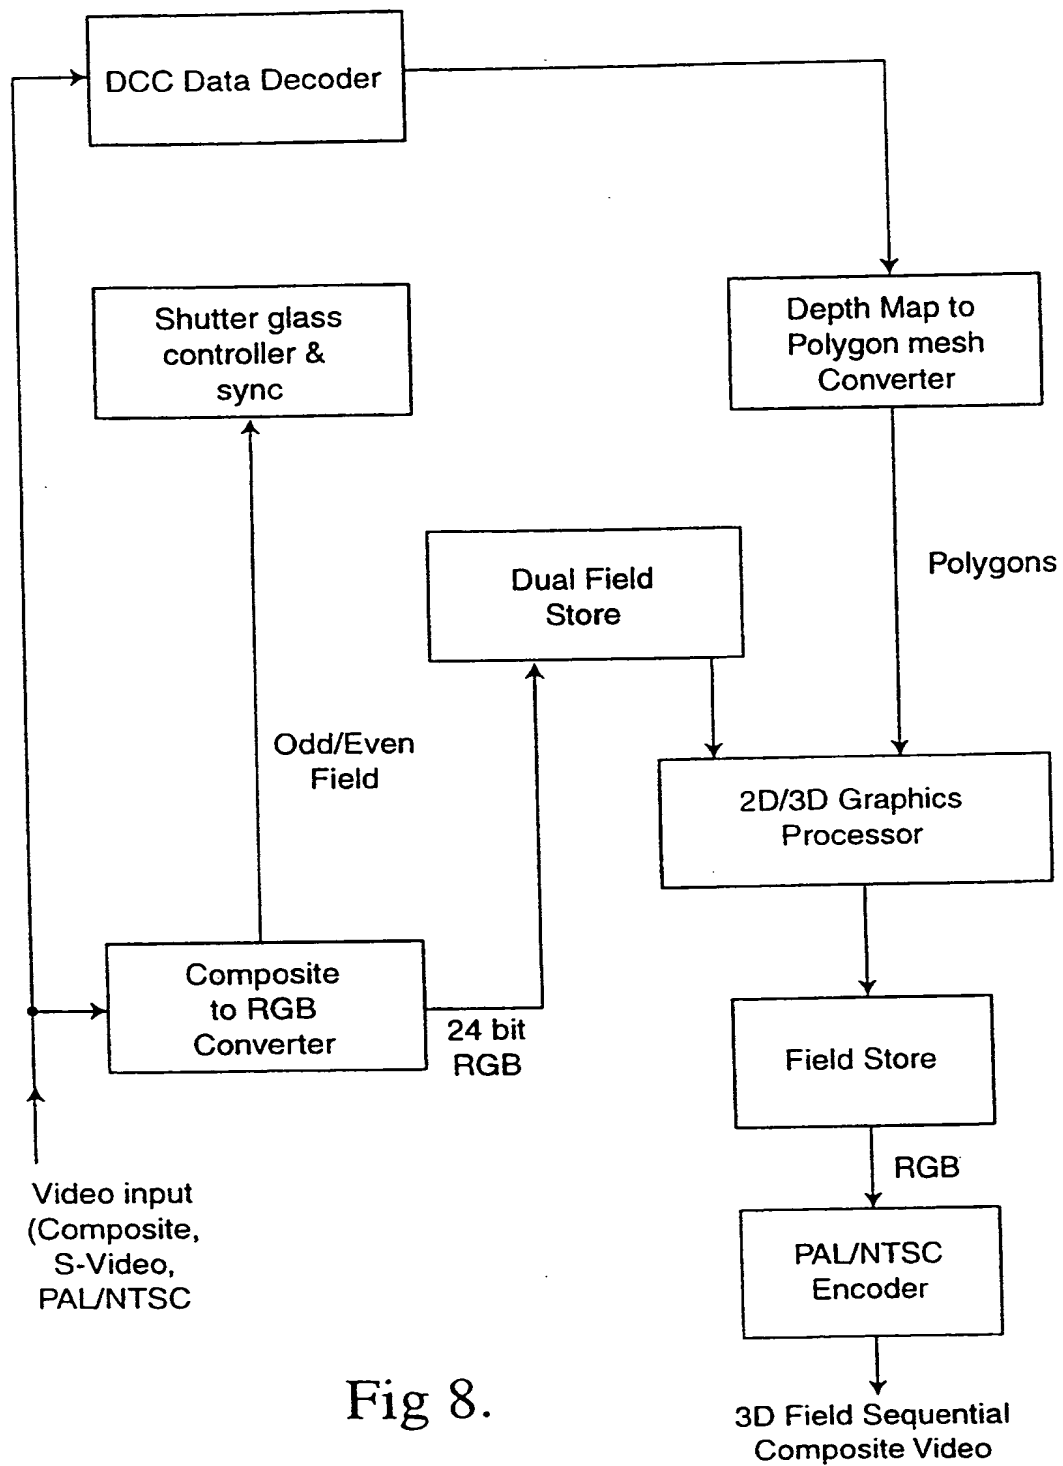 DCC Data Decoder
Shutter glass
controller &
sync
Depth Map to
Polygon mesh
Converter
Dual Field
Store
Polygons
Odd/Even
Field
2D/3D Graphics
Processor
Composite
to RGB
Converter
24 bit
RGB
Field Store
RGB
Video input
(Composite,
S-Video,
PAL/NTSC
PAL/NTSC
Encoder
Fig 8.
3D Field Sequential
Composite Video